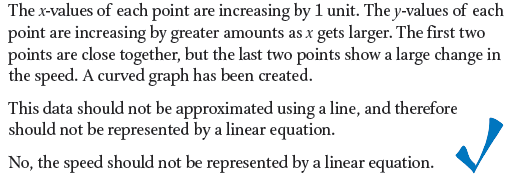 The x-values of each point are increasing by 1 unit. The y-values of each
point are increasing by greater amounts as x gets larger. The first two
points are close together, but the last two points show a large change in
the speed. A curved graph has been created.
This data should not be approximated using a line, and therefore
should not be represented by a linear equation.
No, the speed should not be represented by a linear equation.